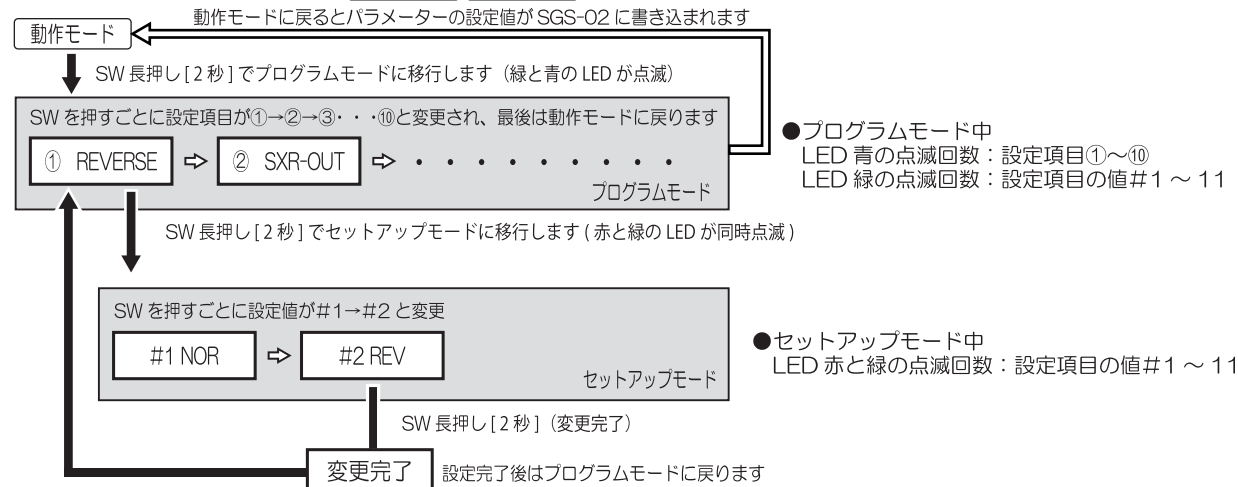 動作モードに戻るとパラメーターの設定値が SGS-02 に書き込まれます
動作モード
SW 長押し [ 2 秒 ] でプログラムモードに移行します（緑と青の LED が点滅）
SW を押すごとに設定項目が①→②→③・・・⑩と変更され、最後は動作モードに戻ります
① REVERSE ⇨ ② SXR-OUT ⇨ ・・・・・・・・・
プログラムモード
●プログラムモード中
LED 青の点滅回数：設定項目①～⑩
LED 緑の点滅回数：設定項目の値#1 ～ 11
SW 長押し [ 2 秒 ] でセットアップモードに移行します ( 赤と緑の LED が同時点滅 )
SW を押すごとに設定値が#1→#2 と変更
#1 NOR ⇨ #2 REV
セットアップモード
●セットアップモード中
LED 赤と緑の点滅回数：設定項目の値#1 ～ 11
SW 長押し [ 2 秒 ]（変更完了）
変更完了
設定完了後はプログラムモードに戻ります